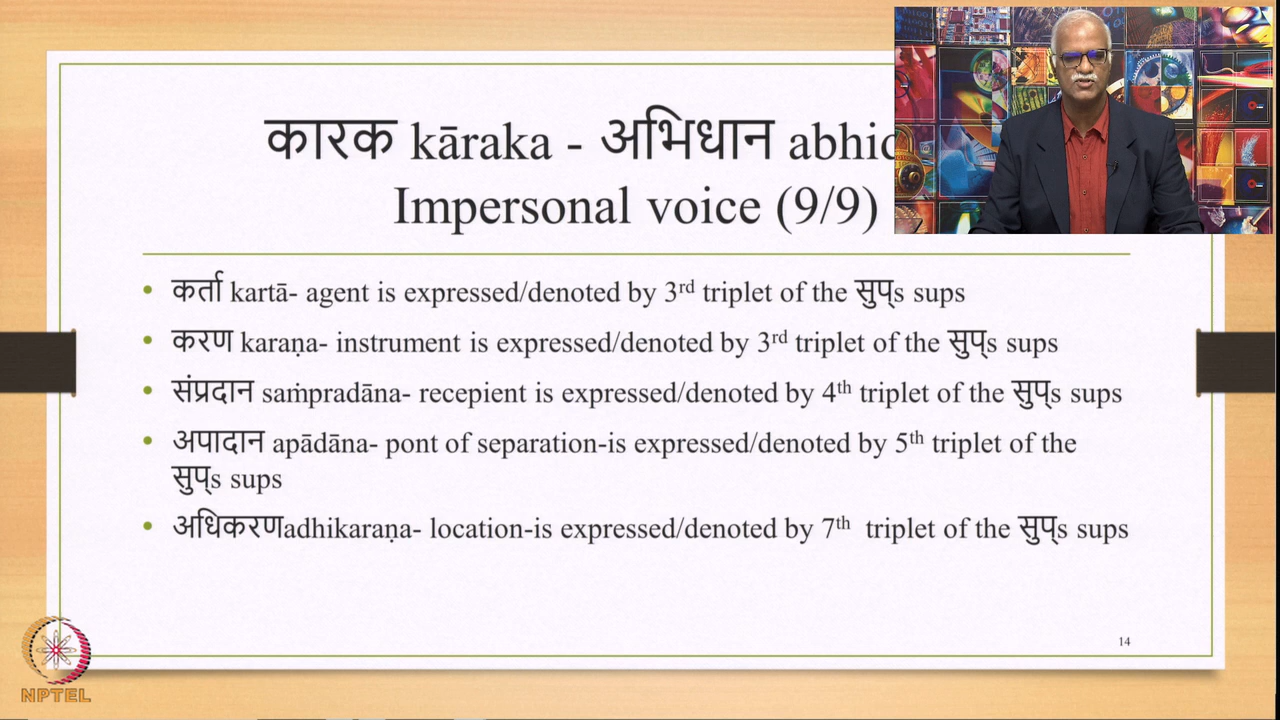 कारक kāraka - अभिधान abhic
Impersonal voice (9/9)
• कर्ता kartā- agent is expressed/denoted by 3rd triplet of the सुप्s sups
• करण karaṇa- instrument is expressed/denoted by 3rd triplet of the सुप्s sups
• संप्रदान saṁpradāna- recepient is expressed/denoted by 4th triplet of the सुप्s sups
• अपादान apādāna- pont of separation-is expressed/denoted by 5th triplet of the
सुप्s sups
• अधिकरणadhikaraṇa- location-is expressed/denoted by 7th triplet of the सुप्s sups
14
NPTEL